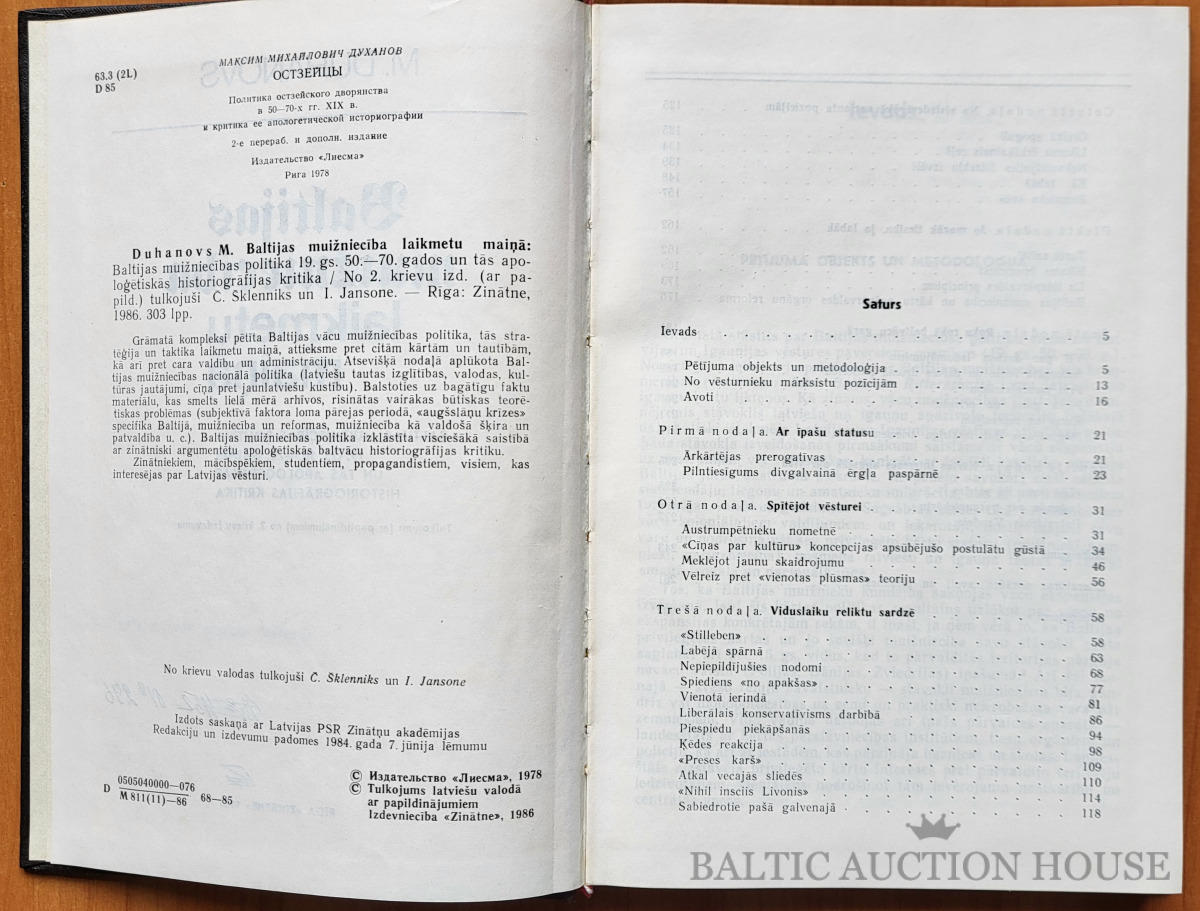 63.3 (2L)
D 85
МАКСИМ МИХАЙЛОВИЧ ДУХАНОВ
ОСТЗЕЙЦЫ
Политика остзейского дворянства
в 50—70-х гг. XIX в.
и критика ее апологетической историографии
2-е перераб. и дополн. издание
Издательство «Лиесма»
Рига 1978
Duhanovs M. Baltijas muižniecība laikmetu maiņā:
Baltijas muižniecības politika 19. gs. 50.—70. gados un tās apo-
loģētiskās historiogrāfijas kritika / No 2. krievu izd. (ar pa-
pild.) tulkojuši C. Sklenniks un I. Jansone. — Rīga: Zinātne,
1986. 303 lpp.
Grāmatā kompleksi pētīta Baltijas vācu muižniecības politika, tās stra-
tēģija un taktika laikmetu maiņā, attieksme pret citām kārtām un tautībām,
kā arī pret cara valdību un administrāciju. Atsevišķā nodaļā aplūkota Bal-
tijas muižniecības nacionālā politika (latviešu tautas izglītības, valodas, kul-
tūras jautājumi, cīņa pret jaunlatviešu kustību). Balstoties uz bagātīgu faktu
materiālu, kas smelts lielā mērā arhīvos, risinātas vairākas būtiskas teorē-
tiskas problēmas (subjektīvā faktora loma pārejas periodā, «augšslāņu krīzes»
specifika Baltijā, muižniecība un reformas, muižniecība kā valdošā šķira un
patvaldība u. c.). Baltijas muižniecības politika izklāstīta visciešākā saistībā
ar zinātniski argumentētu apoloģētiskās baltvācu historiogrāfijas kritiku.
Zinātniekiem, mācībspēkiem, studentiem, propagandistiem, visiem, kas
interesējas par Latvijas vēsturi.
No krievu valodas tulkojuši C. Sklenniks un I. Jansone
Izdots saskaņā ar Latvijas PSR Zinātņu akadēmijas
Redakciju un izdevumu padomes 1984. gada 7. jūnija lēmumu
D 0505040000—076
M 811(11)—86 68—85
© Издательство «Лиесма», 1978
© Tulkojums latviešu valodā
ar papildinājumiem
Izdevniecība «Zinātne», 1986
Saturs
Ievads 5
Pētījuma objekts un metodoloģija 5
No vēsturnieku marksistu pozīcijām 13
Avoti 16
Pirmā nodaļa. Ar īpašu statusu 21
Ārkārtējas prerogatīvas 21
Pilntiesīgums divgalvainā ērgļa paspārnē 23
Otrā nodaļa. Spītējot vēsturei 31
Austrumpētnieku nometnē 31
«Cīņas par kultūru» koncepcijas apsūbējušo postulātu gūstā 34
Meklējot jaunu skaidrojumu 46
Vēlreiz pret «vienotas plūsmas» teoriju 56
Trešā nodaļa. Viduslaiku reliktu sardzē 58
«Stilleben» 58
Labējā spārnā 63
Nepiepildījušies nodomi 68
Spiediens «no apakšas» 77
Vienotā ierindā 81
Liberālais konservatīvisms darbībā 86
Piespiedu piekāpšanās 94
Ķēdes reakcija 98
«Preses karš» 109
Atkal vecajās sliedēs 110
«Nihil insciis Livonis» 114
Sabiedrotie pašā galvenajā 118
BALTIC AUCTION HOUSE